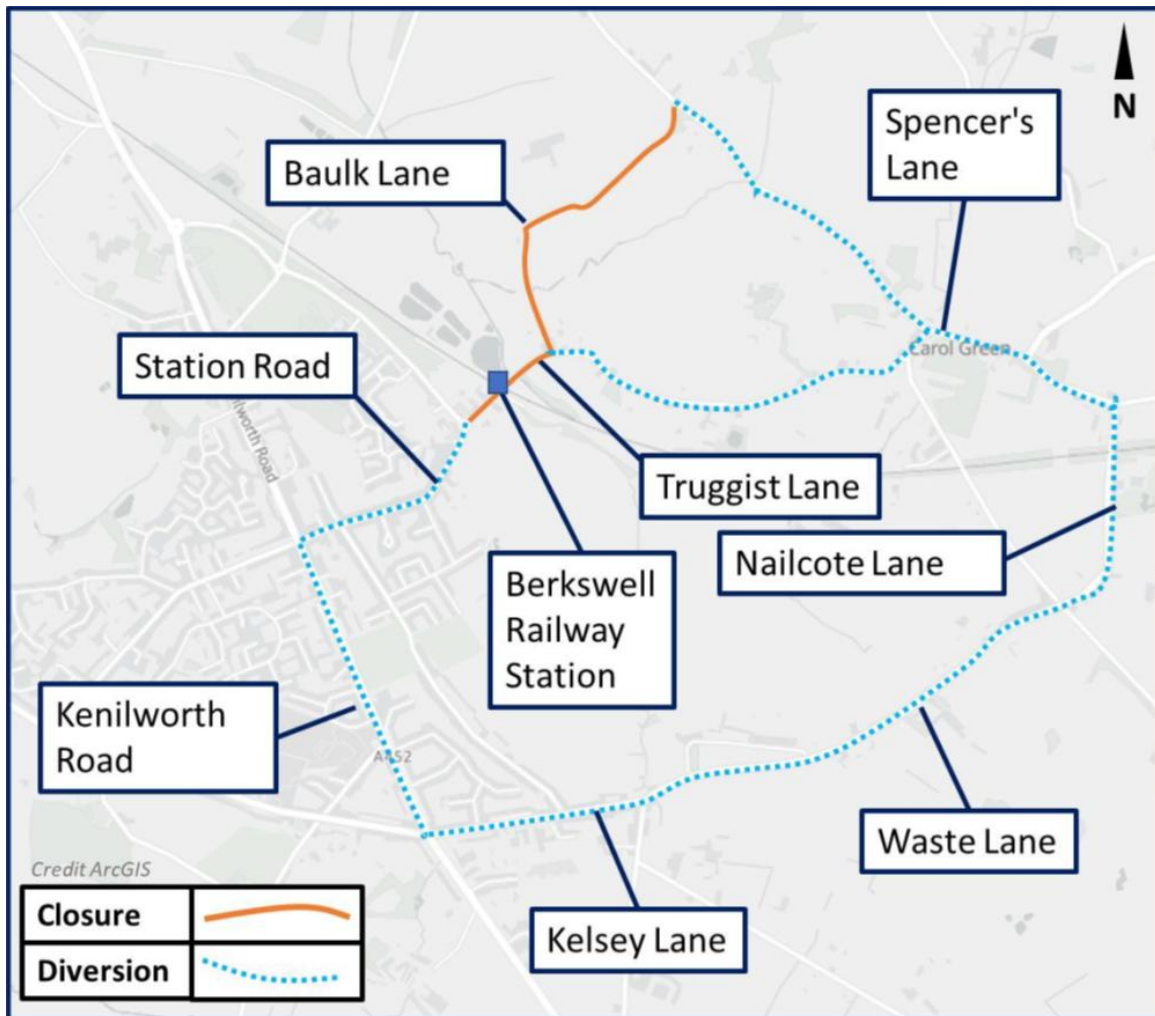 N
Spencer's
Lane
Baulk Lane
Station Road
Carol Green
ilworth Road
Truggist Lane
Nailcote Lane
Berkswell
Railway
Station
Kenilworth
Road
A452
Waste Lane
Kelsey Lane
Credit ArcGIS
Closure
Diversion